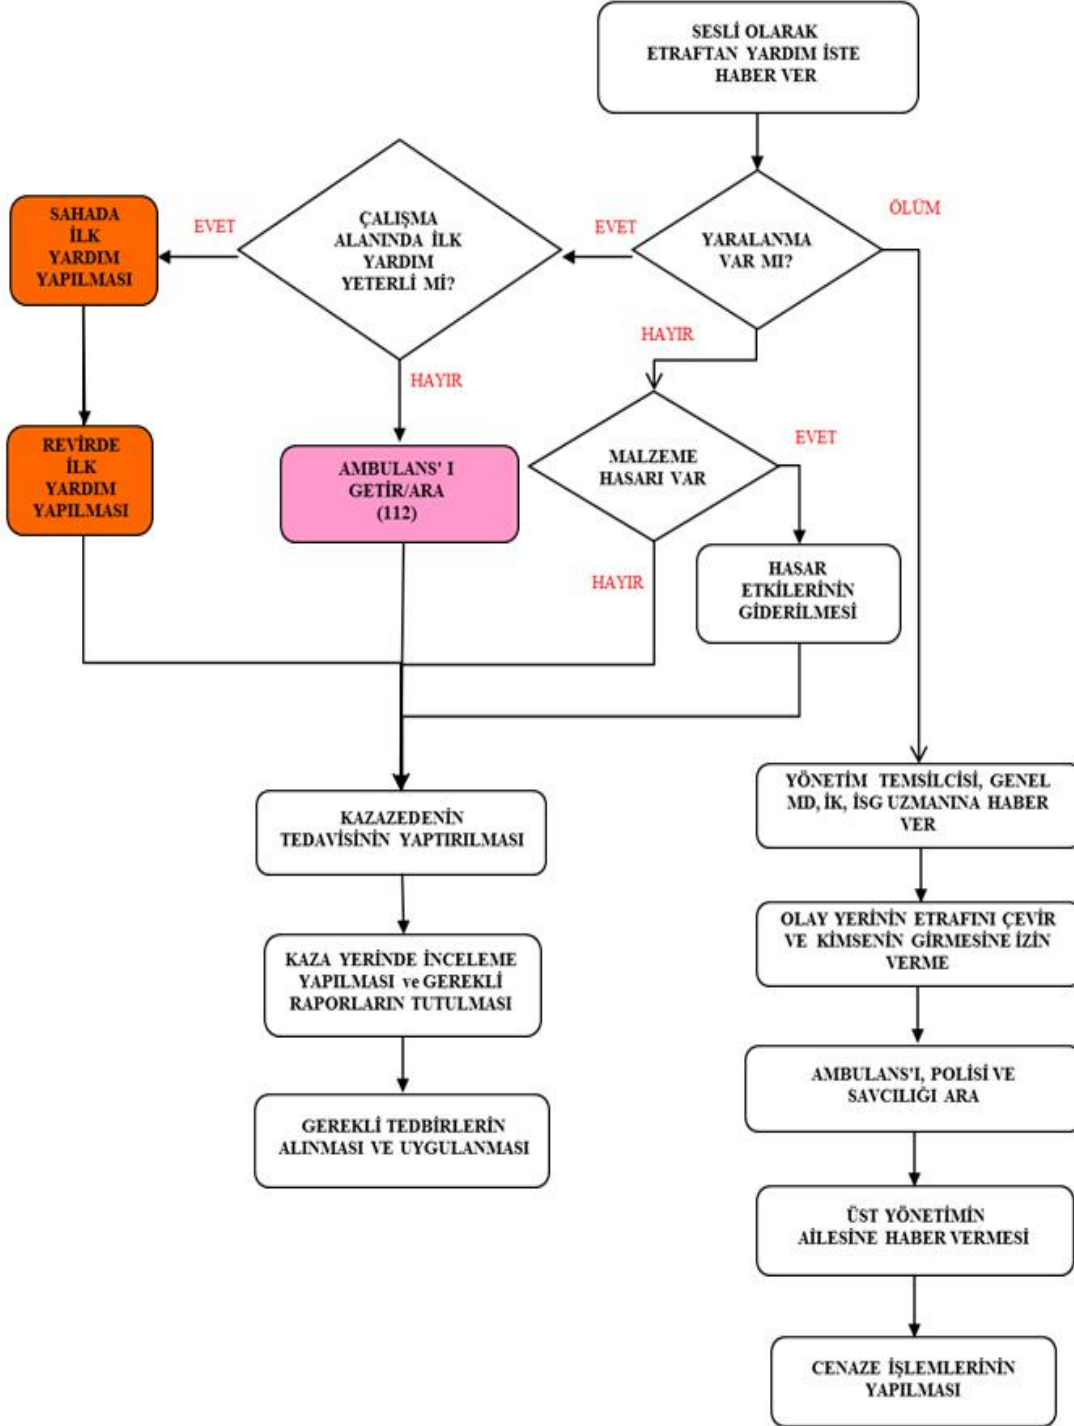 SESLİ OLARAK
ETRAFTAN YARDIM İSTE
HABER VER
ÖLÜM
YARALANMA
VAR MI?
EVET
ÇALIŞMA
ALANINDA İLK
YARDIM
YETERLİ Mİ?
EVET
SAHADA
İLK
YARDIM
YAPILMASI
HAYIR
HAYIR
REVİRDE
İLK
YARDIM
YAPILMASI
AMBULANS' I
GETİR/ARA
(112)
MALZEME
HASARI VAR
EVET
HAYIR
HASAR
ETKİLERİNİN
GİDERİLMESİ
KAZAZEDENİN
TEDAVİSİNİN YAPTIRILMASI
KAZA YERİNDE İNCELEME
YAPILMASI ve GEREKLİ
RAPORLARIN TUTULMASI
GEREKLİ TEDBİRLERİN
ALINMASI VE UYGULANMASI
YÖNETİM TEMSİLCİSİ, GENEL
MD, İK, İSG UZMANINA HABER
VER
OLAY YERİNİN ETRAFINI ÇEVİR
VE KİMSENİN GİRMESİNE İZİN
VERME
AMBULANS'I, POLİSİ VE
SAVCILIĞI ARA
ÜST YÖNETİMİN
AİLESİNE HABER VERMESİ
CENAZE İŞLEMLERİNİN
YAPILMASI